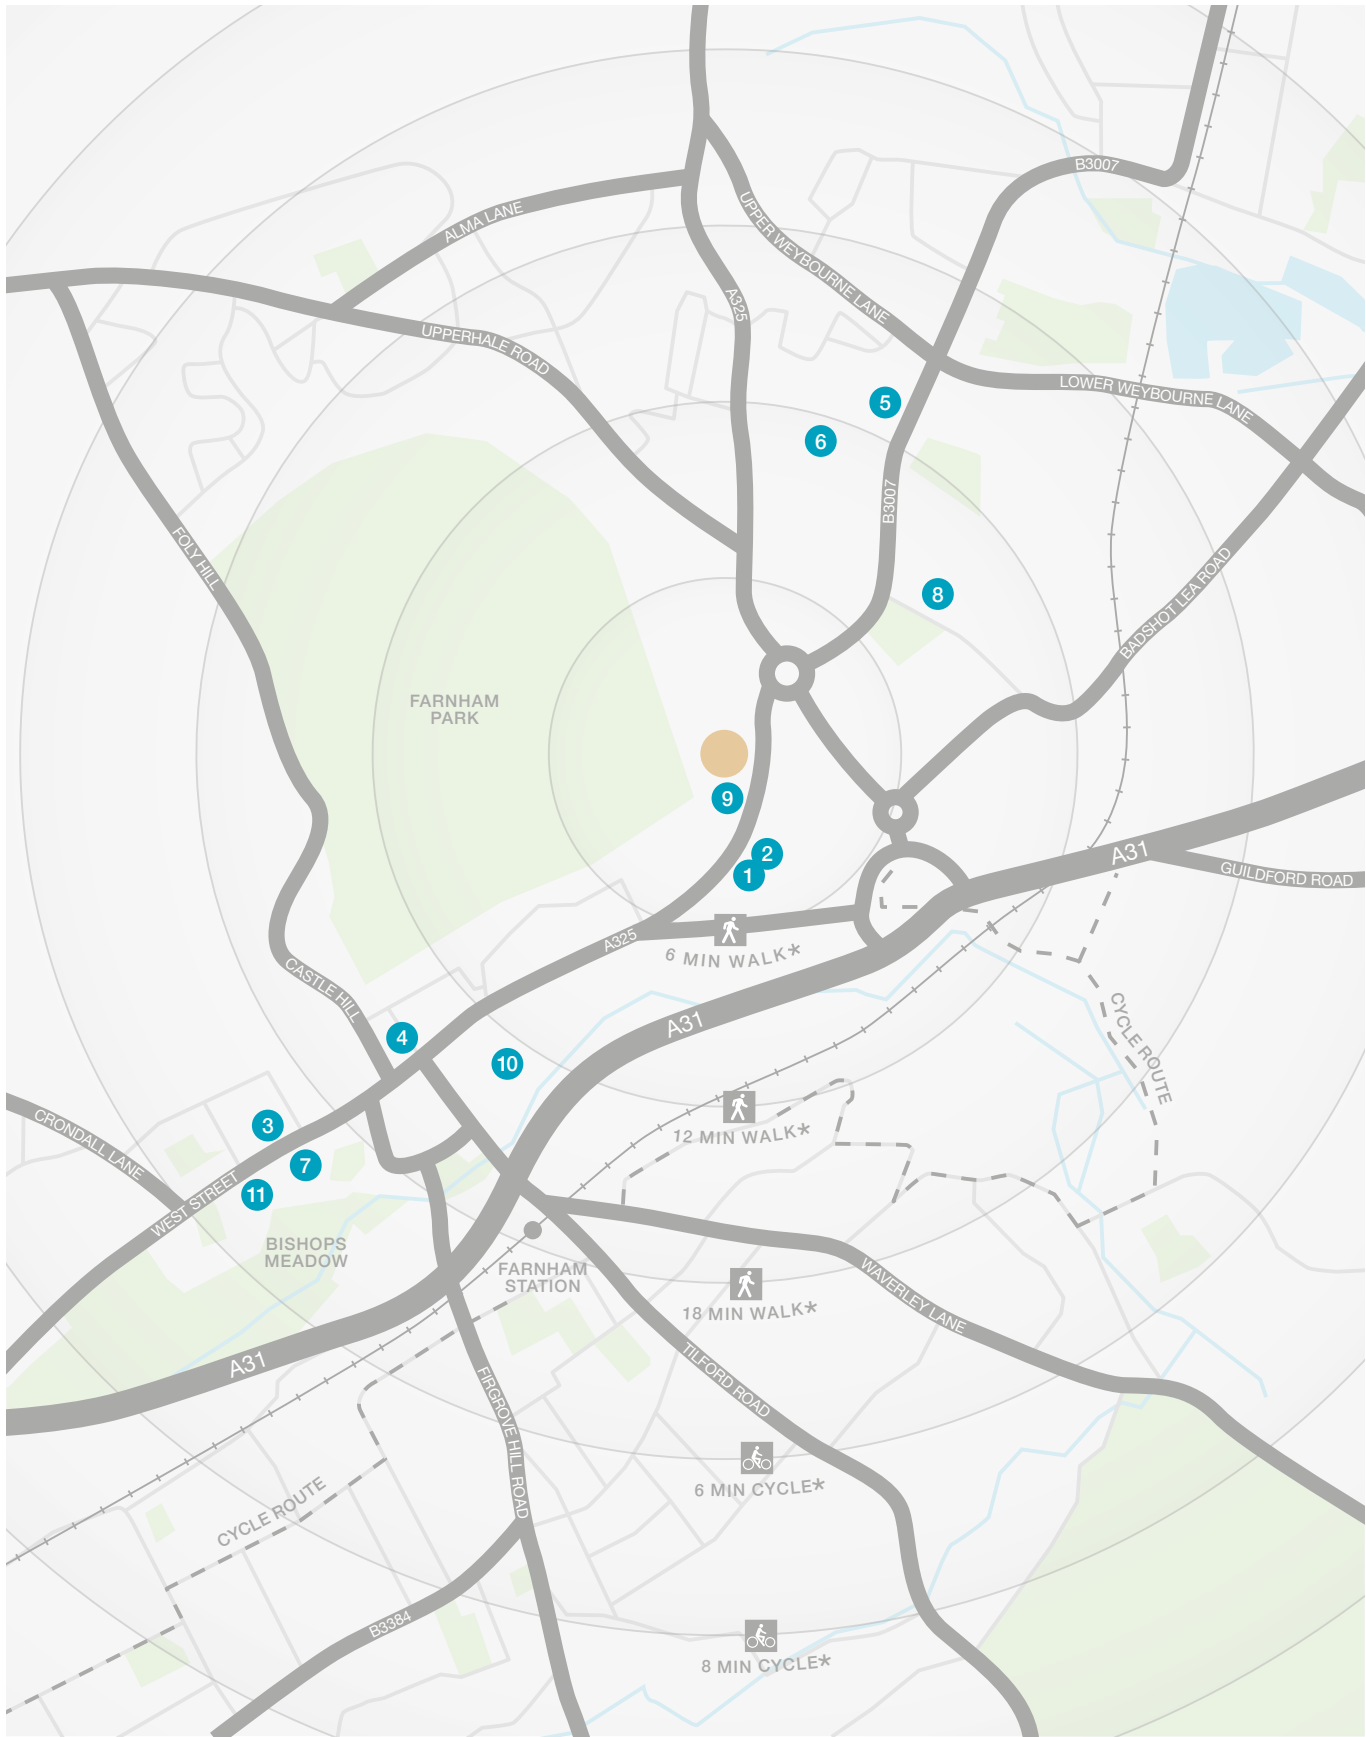 B3007
ALMA LANE
UPPER WEYBOURNE LANE
A325
UPPERHALE ROAD
LOWER WEYBOURNE LANE
5
6
B3007
FOLY HILL
BADSHOT LEA ROAD
8
FARNHAM
PARK
9
2
1
A31
GUILDFORD ROAD
A325
6 MIN WALK*
CASTLE HILL
A31
CYCLE ROUTE
4
10
CRONDALL LANE
3
12 MIN WALK*
7
11
WEST STREET
BISHOPS
MEADOW
FARNHAM
STATION
18 MIN WALK*
WAVERLEY LANE
A31
TILFORD ROAD
FIRGROVE HILL ROAD
6 MIN CYCLE*
CYCLE ROUTE
B3384
8 MIN CYCLE*